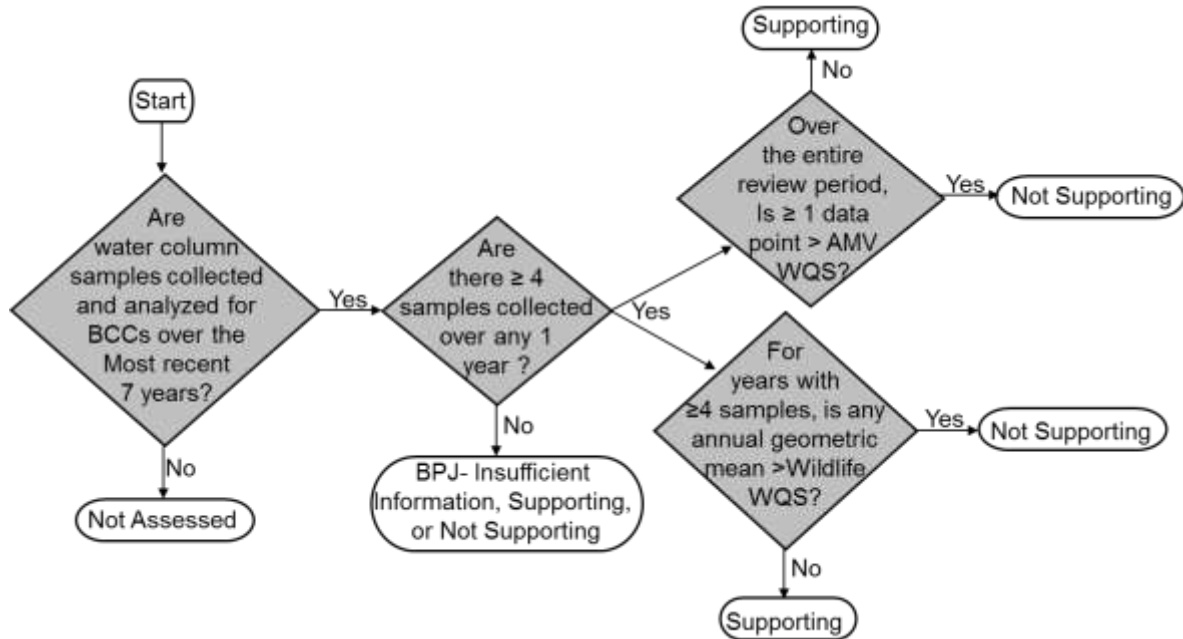 Start
Are
water column
samples collected
and analyzed for
BCCs over the
Most recent
7 years?
Yes
No
Not Assessed
Are
there ≥ 4
samples collected
over any 1
year ?
Yes
No
BPJ- Insufficient
Information, Supporting,
or Not Supporting
Supporting
No
Over
the entire
review period,
Is ≥ 1 data
point > AMV
WQS?
Yes
Not Supporting
For
years with
≥4 samples, is any
annual geometric
mean >Wildlife
WQS?
Yes
Not Supporting
No
Supporting